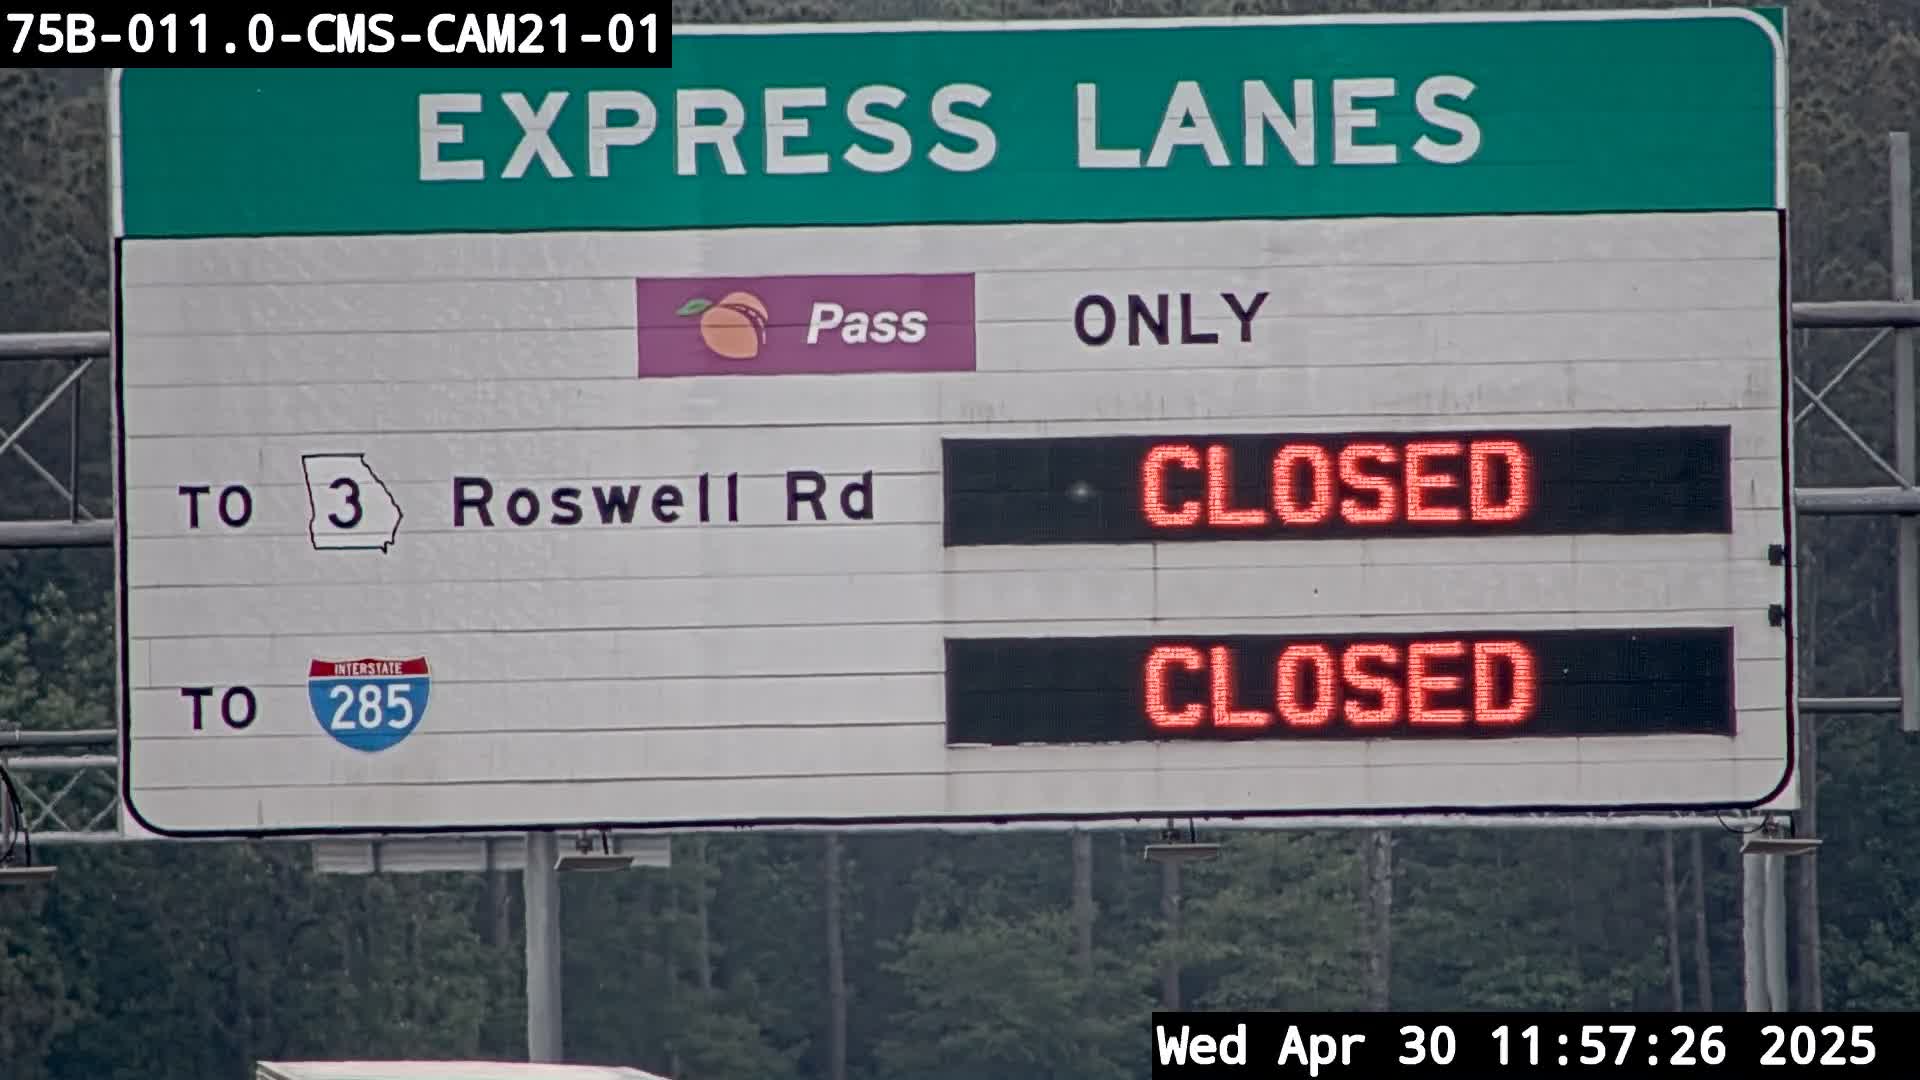 75B-011.0-CMS-CAM21-01
EXPRESS LANES
Pass ONLY
TO 3 Roswell Rd CLOSED
TO INTERSTATE 285 CLOSED
Wed Apr 30 11:57:26 2025